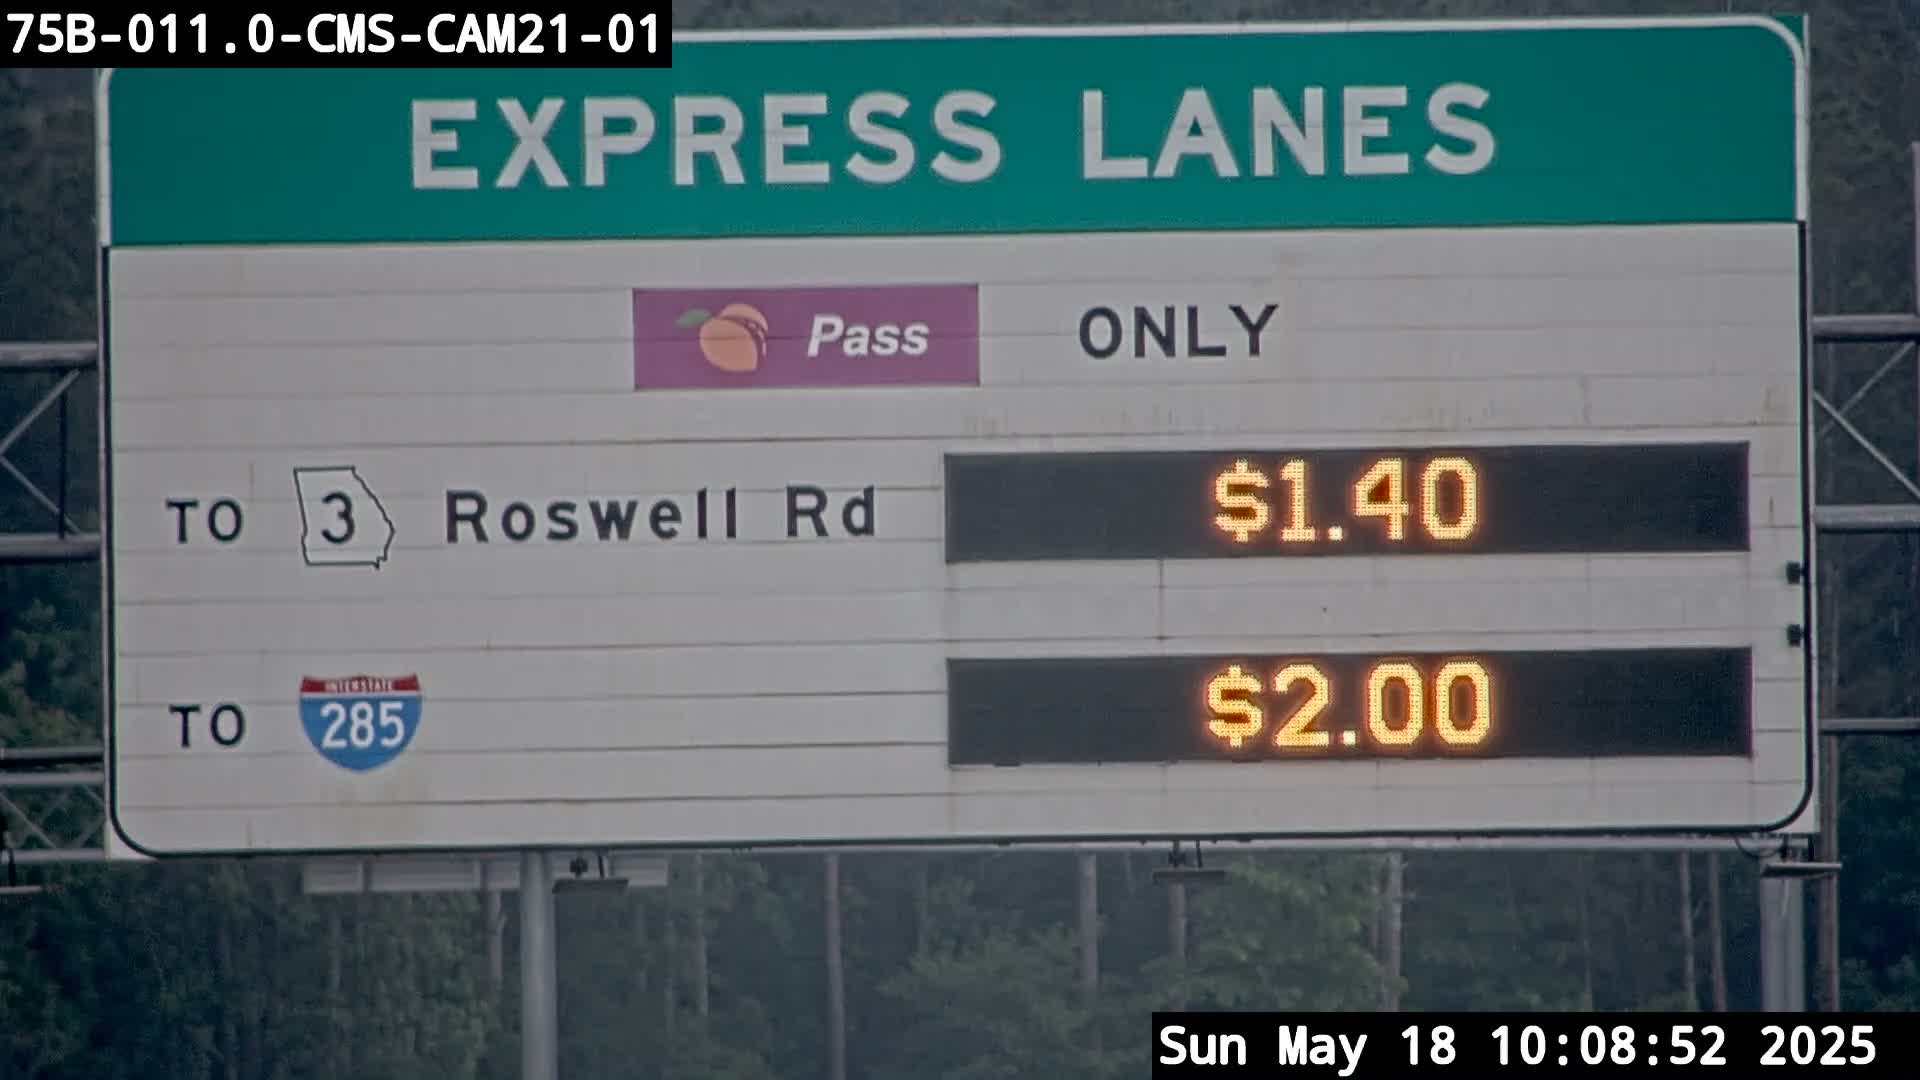 75B-011.0-CMS-CAM21-01
EXPRESS LANES
Pass ONLY
TO 3 Roswell Rd $1.40
INTERSTATE
TO 285 $2.00
Sun May 18 10:08:52 2025